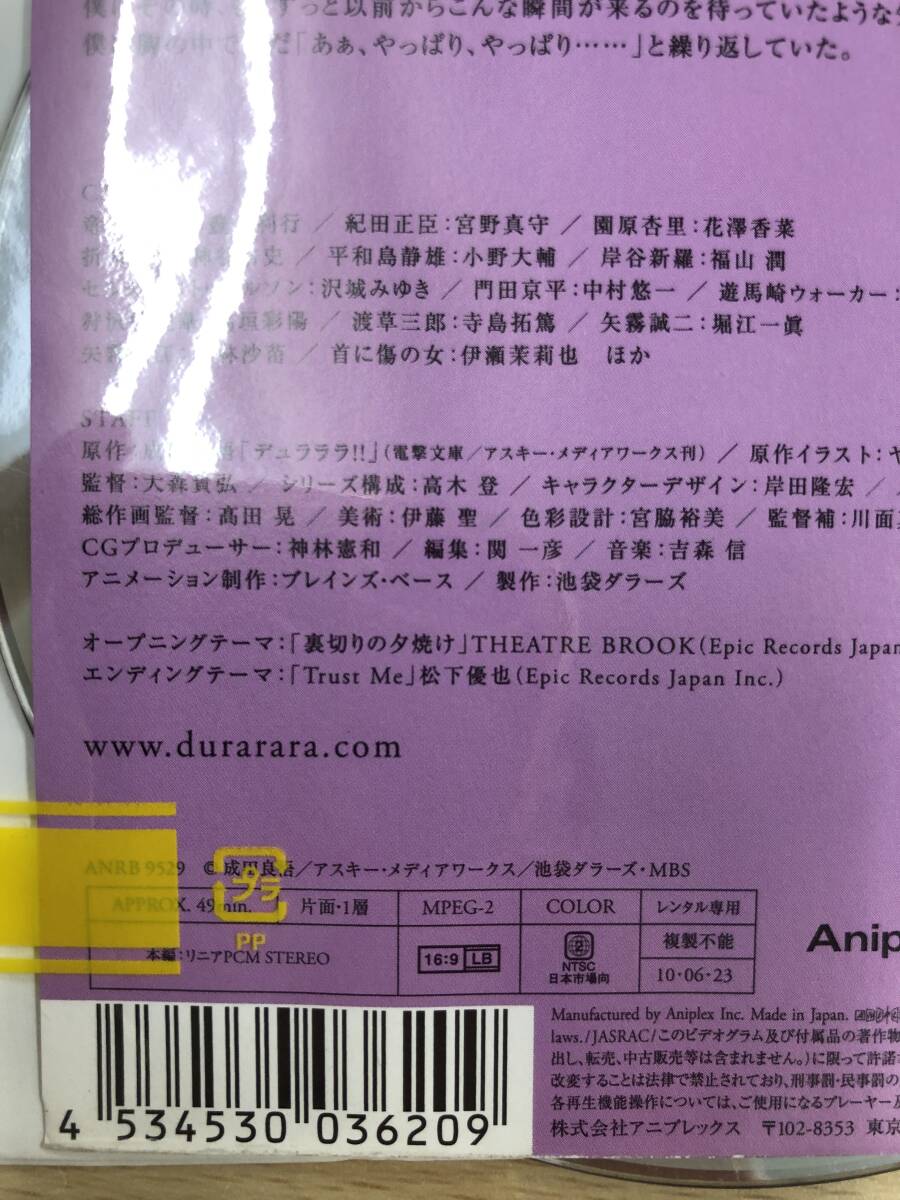 その時、 ずっと以前からこんな瞬間が来るのを待っていたような
胸の中で だ「あぁ、やっぱり、やっぱり……」と繰り返していた。
行 ／ 紀田正臣：宮野真守 ／ 園原杏里：花澤香菜
史 ／ 平和島静雄：小野大輔 ／ 岸谷新羅：福山 潤
ルソン：沢城みゆき ／ 門田京平：中村悠一 ／ 遊馬崎ウォーカー：
垣彩陽 ／ 渡草三郎：寺島拓篤 ／ 矢霧誠二：堀江一眞
沙苗 ／ 首に傷の女：伊瀬茉莉也 ほか
STAFF
原作：成田良悟「デュラララ!!」（電撃文庫／アスキー・メディアワークス刊） ／ 原作イラスト：ヤ
監督：大森貴弘 ／ シリーズ構成：高木 登 ／ キャラクターデザイン：岸田隆宏 ／
総作画監督：髙田 晃 ／ 美術：伊藤 聖 ／ 色彩設計：宮脇裕美 ／ 監督補：川面真
CGプロデューサー：神林憲和 ／ 編集：関 一彦 ／ 音楽：吉森 信
アニメーション制作：ブレインズ・ベース ／ 製作：池袋ダラーズ
オープニングテーマ：「裏切りの夕焼け」THEATRE BROOK（Epic Records Japan
エンディングテーマ：「Trust Me」松下優也（Epic Records Japan Inc.）
www.durarara.com
ANRB 9529 © 成田良悟／アスキー・メディアワークス／池袋ダラーズ・MBS
APPROX. 49min. 片面・1層 MPEG-2 COLOR レンタル専用
プラ
PP
本編：リニアPCM STEREO 16:9 LB 2 NTSC 日本市場向 複製不能 10・06・23
Anip
Manufactured by Aniplex Inc. Made in Japan.
laws./JASRAC/このビデオグラム及び付属品の著作物
出し、転売、中古販売等は含まれません。）に限って許諾
改変することは法律で禁止されており、刑事罰・民事罰の
各再生機能操作については、ご使用になるプレーヤー及
株式会社アニプレックス 〒102-8353 東京
4 534530 036209